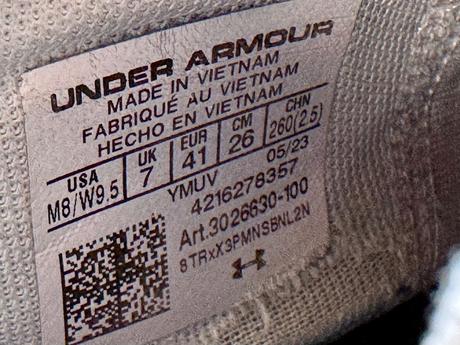 UNDER ARMOUR
MADE IN VIETNAM
FABRIQUÉ AU VIETNAM
HECHO EN VIETNAM
USA UK EUR CM CHN
M8/W9.5 7 41 26 260(2.5)
YMUV 05/23
4216278357
Art.3026630-100
8TRxX3PMNSBNL2N